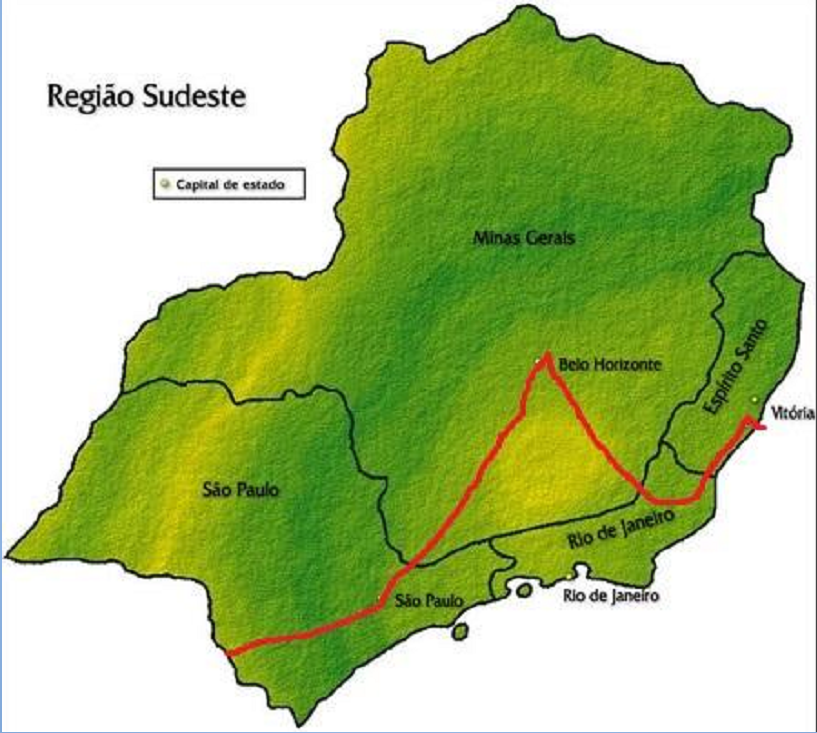 Região Sudeste
Capital de estado
Minas Gerais
Belo Horizonte
Espírito Santo
Vitória
São Paulo
Rio de Janeiro
São Paulo
Rio de Janeiro